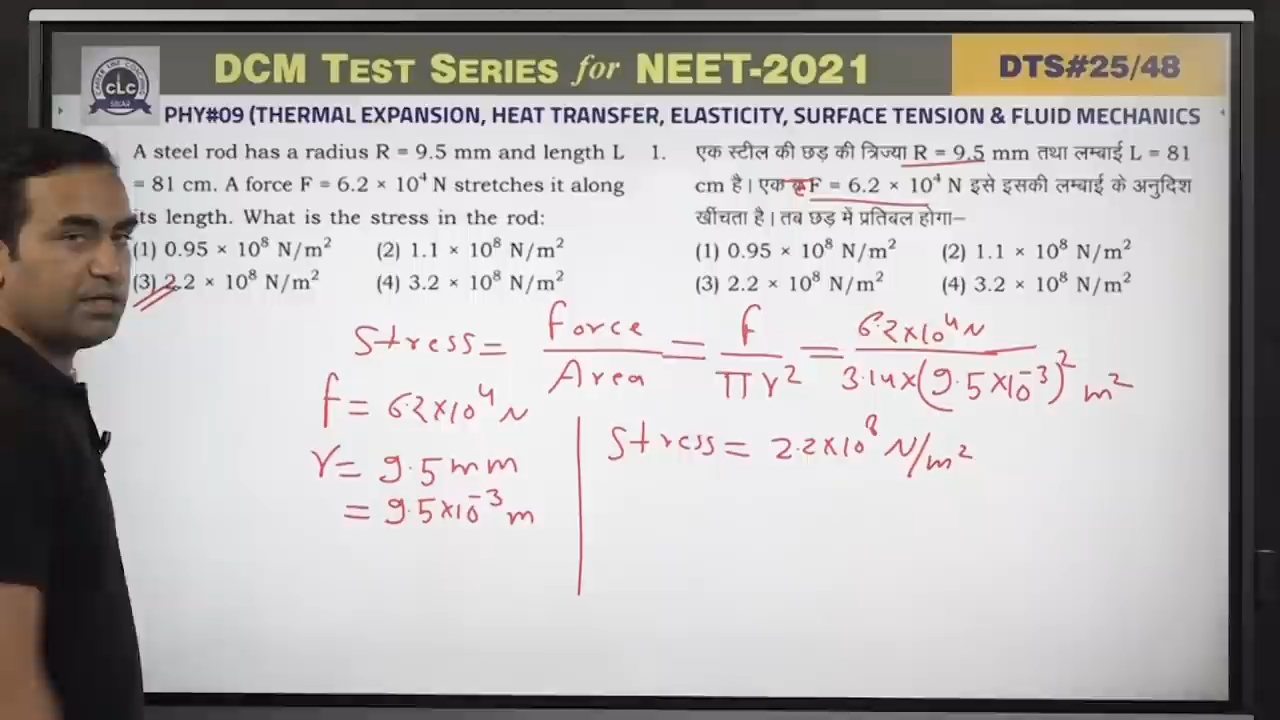 DCM TEST SERIES for NEET-2021
DTS#25/48
CLC
PHY#09 (THERMAL EXPANSION, HEAT TRANSFER, ELASTICITY, SURFACE TENSION & FLUID MECHANICS
A steel rod has a radius R = 9.5 mm and length L
= 81 cm. A force F = 6.2 × 10⁴ N stretches it along
its length. What is the stress in the rod:
(1) 0.95 × 10⁸ N/m² (2) 1.1 × 10⁸ N/m²
(3) 2.2 × 10⁸ N/m² (4) 3.2 × 10⁸ N/m²
1. एक स्टील की छड़ की त्रिज्या R = 9.5 mm तथा लम्बाई L = 81
cm है। एक F = 6.2 × 10⁴ N इसे इसकी लम्बाई के अनुदिश
खींचता है। तब छड़ में प्रतिबल होगा–
(1) 0.95 × 10⁸ N/m² (2) 1.1 × 10⁸ N/m²
(3) 2.2 × 10⁸ N/m² (4) 3.2 × 10⁸ N/m²
Stress = Force / Area = f / πr² = 6.2×10⁴ N / 3.14×(9.5×10⁻³)² m²
f = 6.2×10⁴ N
r = 9.5 mm
= 9.5×10⁻³ m
Stress = 2.2×10⁸ N/m²